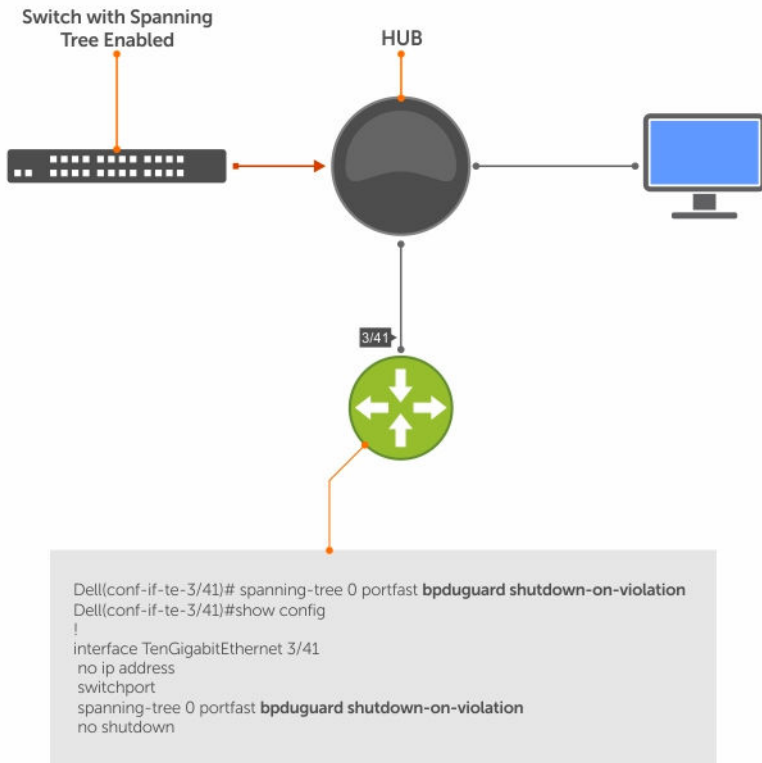 Switch with Spanning
Tree Enabled
HUB
3/41
Dell(conf-if-te-3/41)# spanning-tree 0 portfast bpduguard shutdown-on-violation
Dell(conf-if-te-3/41)#show config
!
interface TenGigabitEthernet 3/41
no ip address
switchport
spanning-tree 0 portfast bpduguard shutdown-on-violation
no shutdown